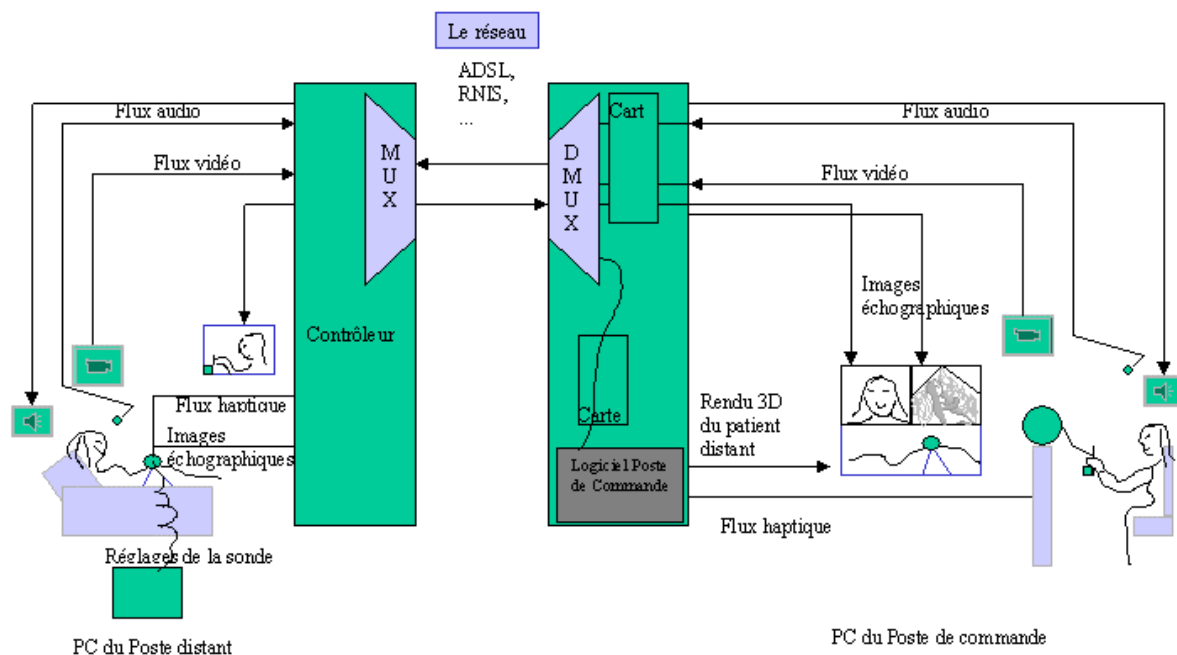 Le réseau
ADSL,
RNIS,
...
Flux audio
Flux vidéo
MUX
DMUX
Cart
Flux audio
Flux vidéo
Images
échographiques
Contrôleur
Flux haptique
Images
échographiques
Carte
Rendu 3D
du patient
distant
Logiciel Poste
de Commande
Flux haptique
Réglages de la sonde
PC du Poste distant
PC du Poste de commande